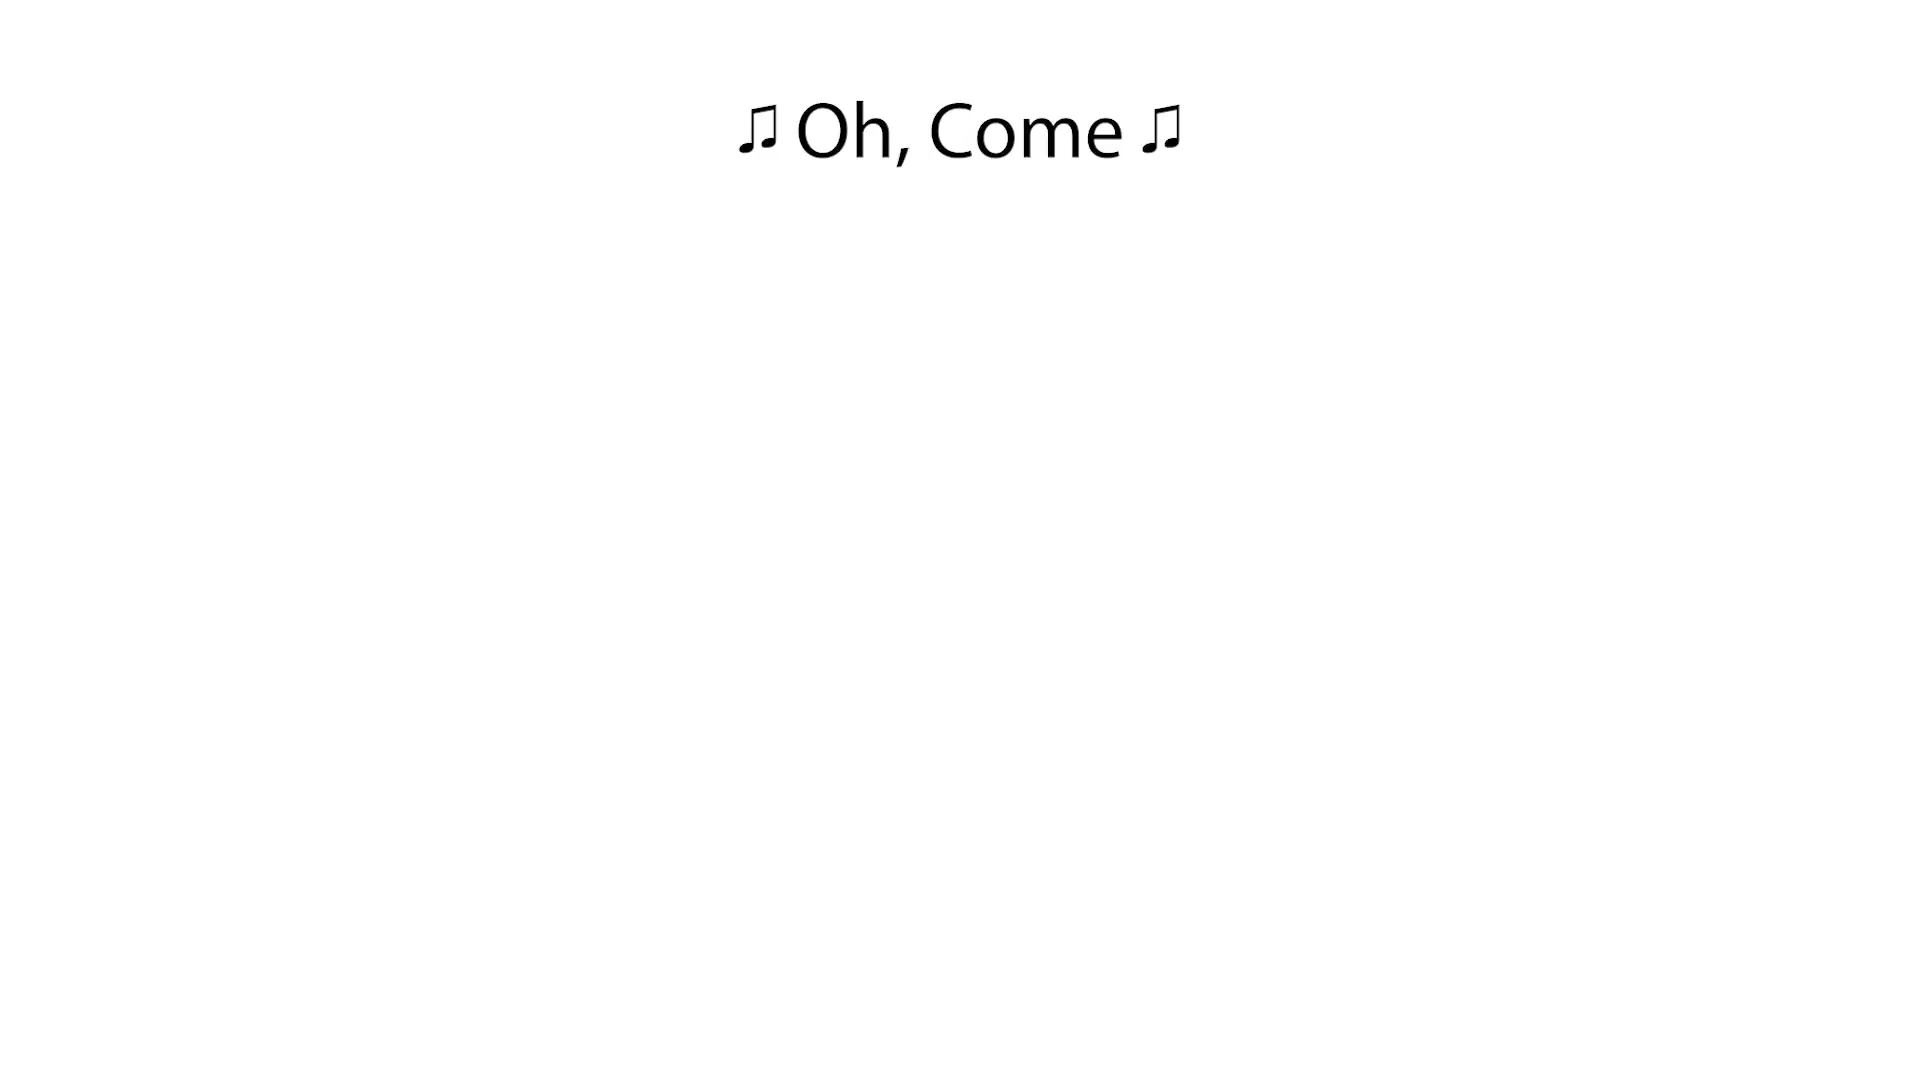 ♫ Oh, Come ♫